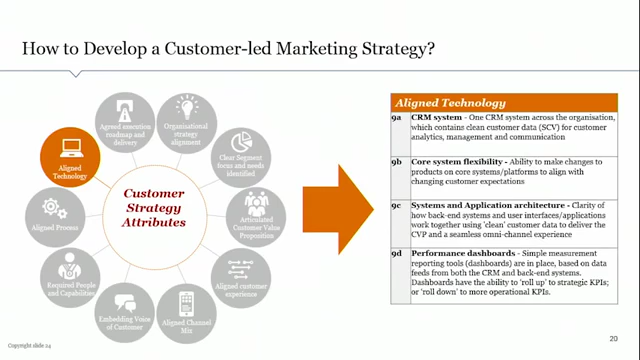 How to Develop a Customer-led Marketing Strategy?
Agreed execution
roadmap and
delivery
Organisational
strategy
alignment
Clear Segment
focus and needs
identified
Articulated
Customer Value
Proposition
Aligned customer
experience
Aligned Channel
Mix
Embedding Voice
of Customer
Required People
and Capabilities
Aligned Process
Aligned
Technology
Customer
Strategy
Attributes
Aligned Technology
9a CRM system - One CRM system across the organisation,
which contains clean customer data (SCV) for customer
analytics, management and communication
9b Core system flexibility - Ability to make changes to
products on core systems/platforms to align with
changing customer expectations
9c Systems and Application architecture - Clarity of
how back-end systems and user interfaces/applications
work together using 'clean' customer data to deliver the
CVP and a seamless omni-channel experience
9d Performance dashboards - Simple measurement
reporting tools (dashboards) are in place, based on data
feeds from both the CRM and back-end systems.
Dashboards have the ability to 'roll up' to strategic KPIs;
or 'roll down' to more operational KPIs.
Copyright slide 24
20